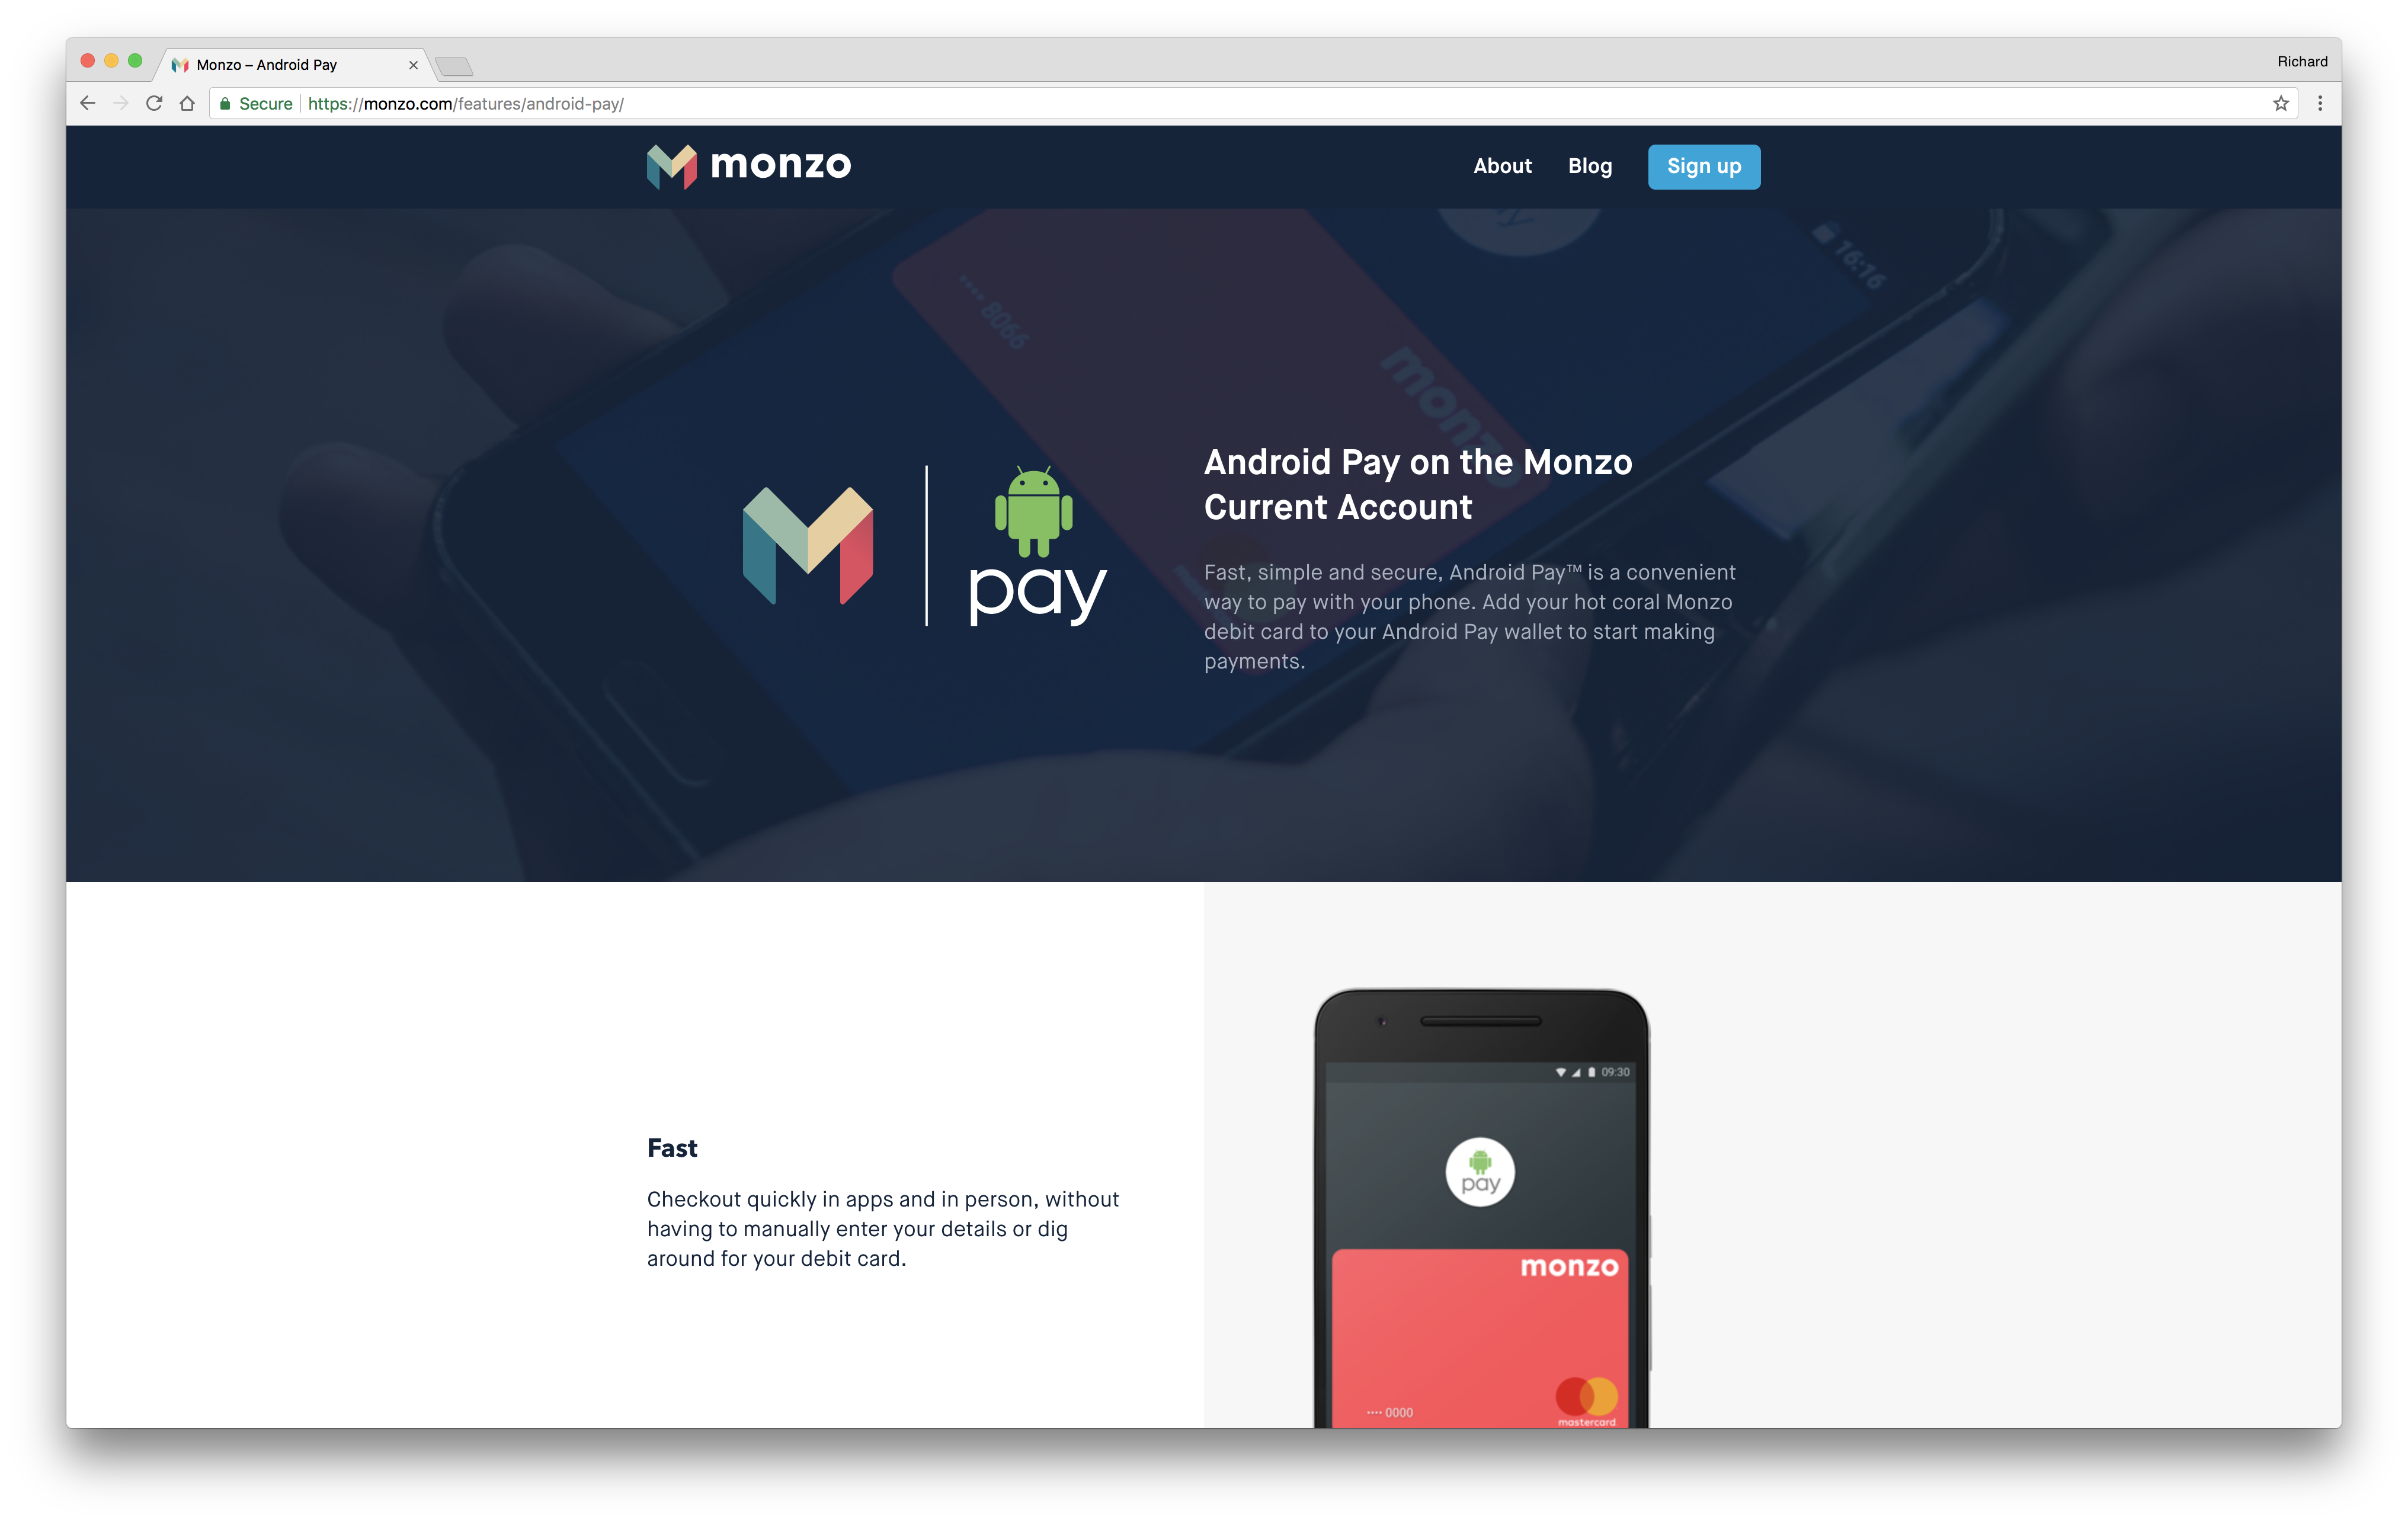 Monzo – Android Pay
Richard
Secure
https://monzo.com/features/android-pay/
monzo
About
Blog
Sign up
pay
16:16
•••• 8066
monzo
pay
Android Pay on the Monzo
Current Account
Fast, simple and secure, Android Pay™ is a convenient
way to pay with your phone. Add your hot coral Monzo
debit card to your Android Pay wallet to start making
payments.
Fast
Checkout quickly in apps and in person, without
having to manually enter your details or dig
around for your debit card.
09:30
pay
monzo
•••• 0000
mastercard